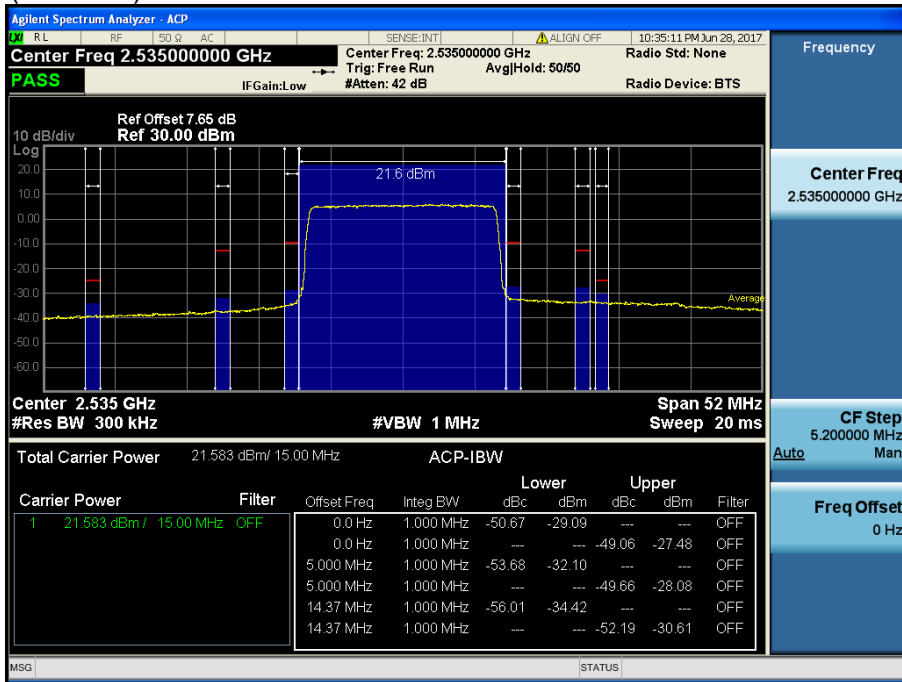 Agilent Spectrum Analyzer - ACP
LXI RL RF 50 Ω AC SENSE:INT ALIGN OFF 10:35:11 PM Jun 28, 2017
Center Freq 2.535000000 GHz
Center Freq: 2.535000000 GHz Radio Std: None
Trig: Free Run Avg|Hold: 50/50
PASS IFGain:Low #Atten: 42 dB Radio Device: BTS
Ref Offset 7.65 dB
10 dB/div Ref 30.00 dBm
Log
20.0
10.0
0.00
-10.0
-20.0
-30.0
-40.0
-50.0
-60.0
21.6 dBm
Average
Center 2.535 GHz Span 52 MHz
#Res BW 300 kHz #VBW 1 MHz Sweep 20 ms
Total Carrier Power 21.583 dBm/ 15.00 MHz ACP-IBW
Lower Upper
Carrier Power Filter Offset Freq Integ BW dBc dBm dBc dBm Filter
1 21.583 dBm / 15.00 MHz OFF 0.0 Hz 1.000 MHz -50.67 -29.09 --- --- OFF
0.0 Hz 1.000 MHz --- --- -49.06 -27.48 OFF
5.000 MHz 1.000 MHz -53.68 -32.10 --- --- OFF
5.000 MHz 1.000 MHz --- --- -49.66 -28.08 OFF
14.37 MHz 1.000 MHz -56.01 -34.42 --- --- OFF
14.37 MHz 1.000 MHz --- --- -52.19 -30.61 OFF
MSG STATUS
Frequency
Center Freq
2.535000000 GHz
CF Step
5.200000 MHz
Auto Man
Freq Offset
0 Hz